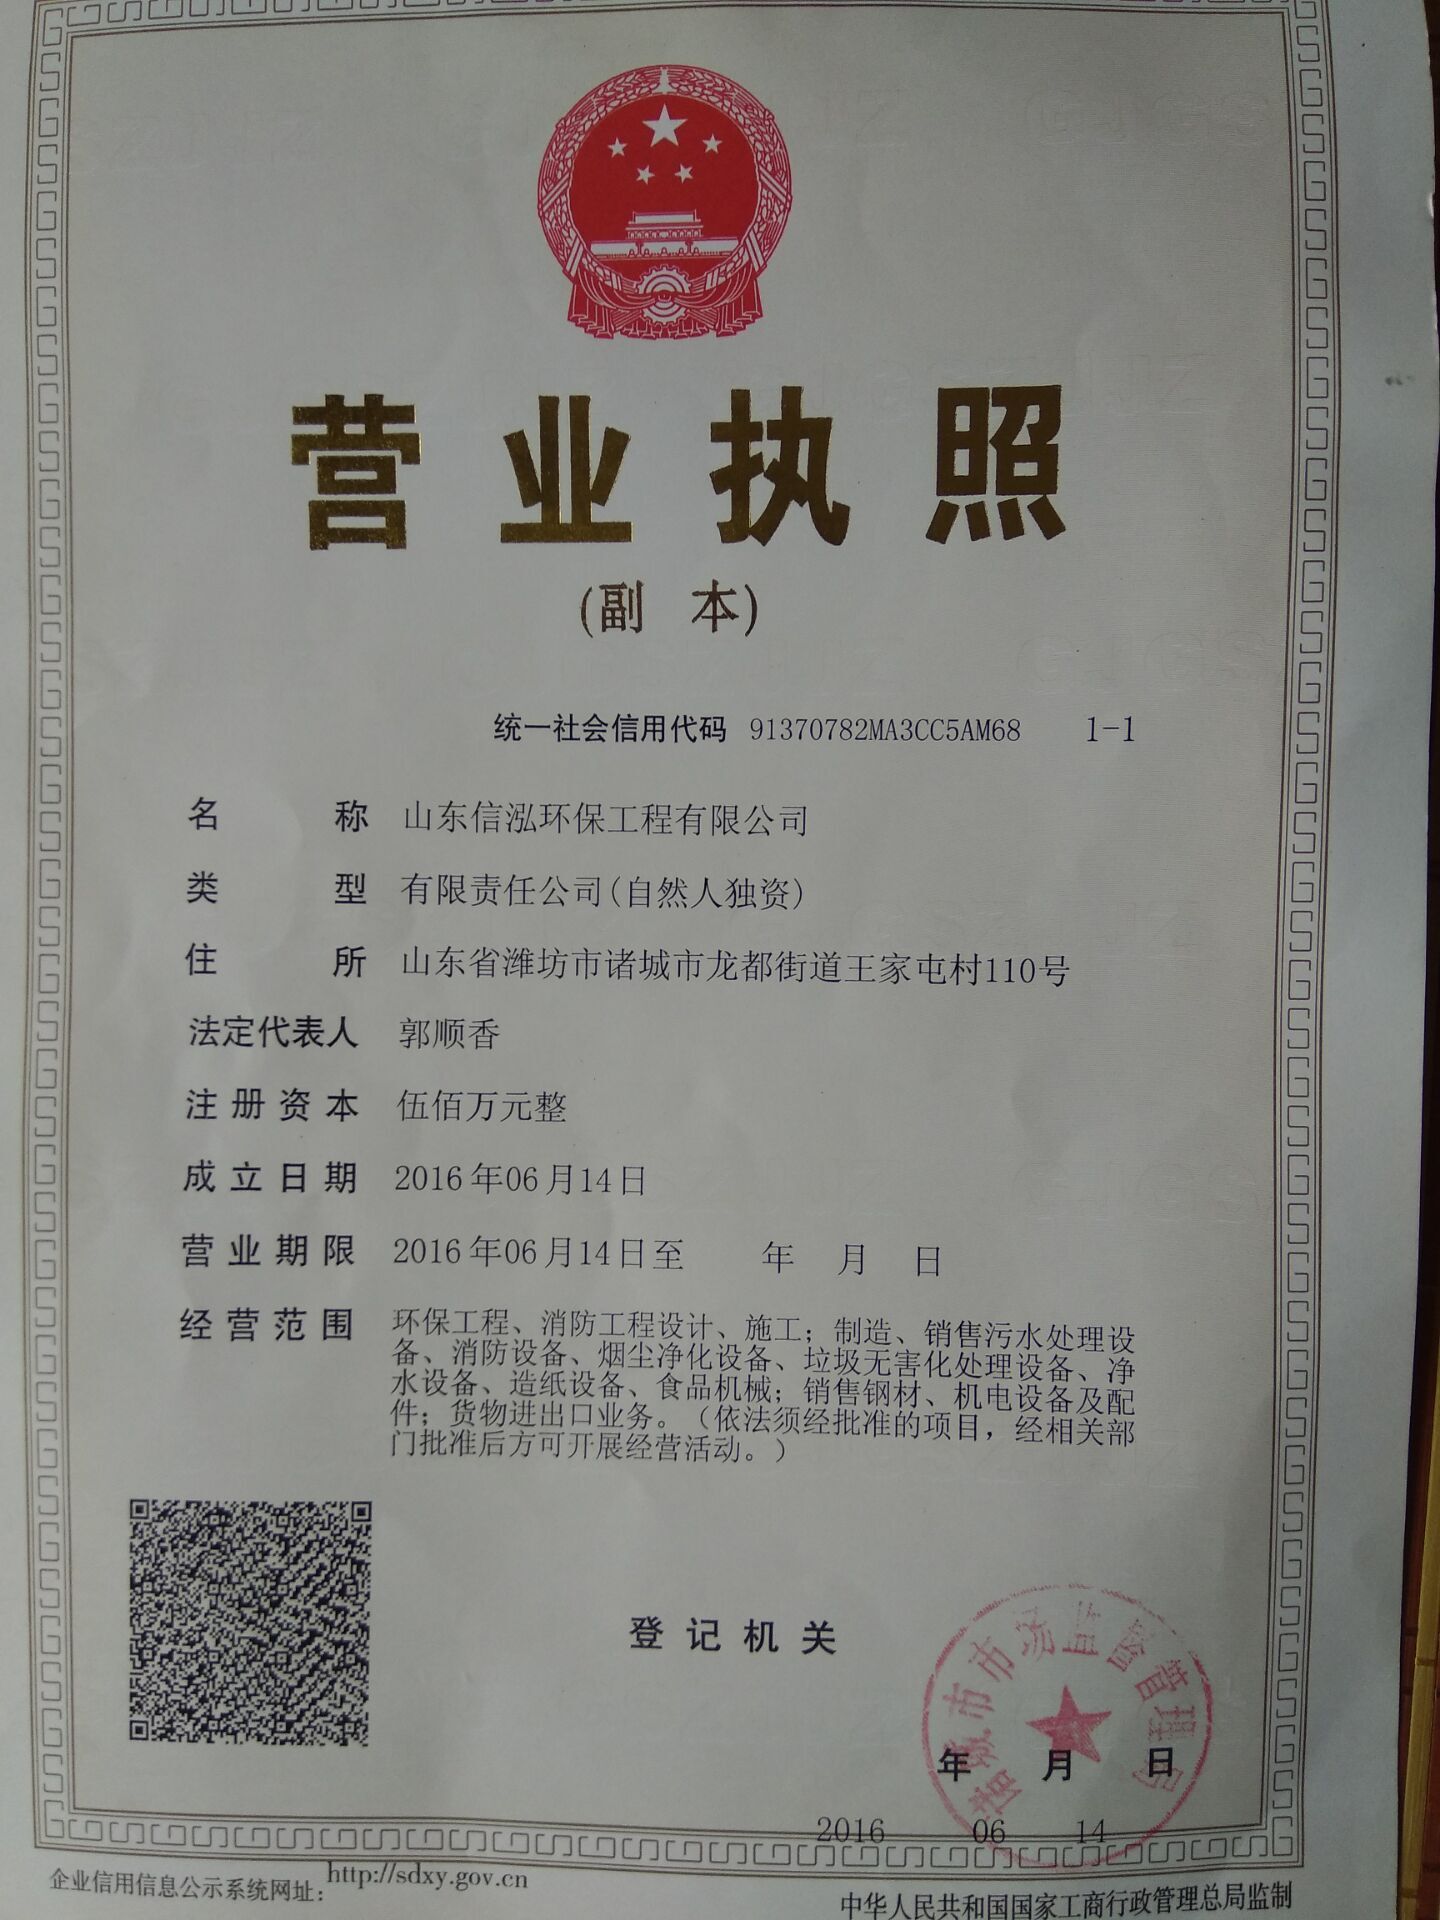 营业执照
(副 本)
统一社会信用代码 91370782MA3CC5AM68 1-1
名 称 山东信泓环保工程有限公司
类 型 有限责任公司(自然人独资)
住 所 山东省潍坊市诸城市龙都街道王家屯村110号
法定代表人 郭顺香
注册资本 伍佰万元整
成立日期 2016年06月14日
营业期限 2016年06月14日至 年 月 日
经营范围 环保工程、消防工程设计、施工；制造、销售污水处理设
备、消防设备、烟尘净化设备、垃圾无害化处理设备、净
水设备、造纸设备、食品机械；销售钢材、机电设备及配
件；货物进出口业务。（依法须经批准的项目，经相关部
门批准后方可开展经营活动。）
登记机关
诸城市市场监督管理局
年 月 日
2016 06 14
企业信用信息公示系统网址：http://sdxy.gov.cn
中华人民共和国国家工商行政管理总局监制